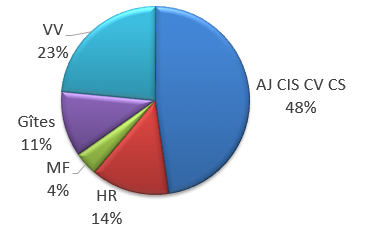 VV
23%
AJ CIS CV CS
48%
Gîtes
11%
MF
4%
HR
14%